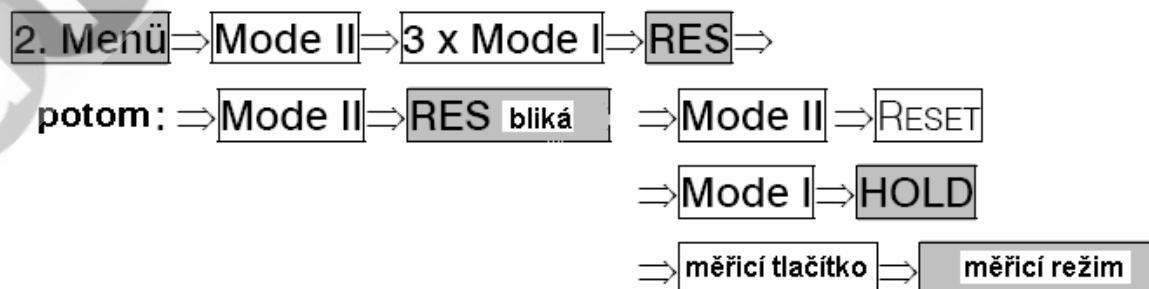 2. Menü⇒Mode II⇒3 x Mode I⇒RES⇒
potom: ⇒Mode II⇒RES bliká ⇒Mode II⇒RESET
⇒Mode I⇒HOLD
⇒měřicí tlačítko⇒měřicí režim